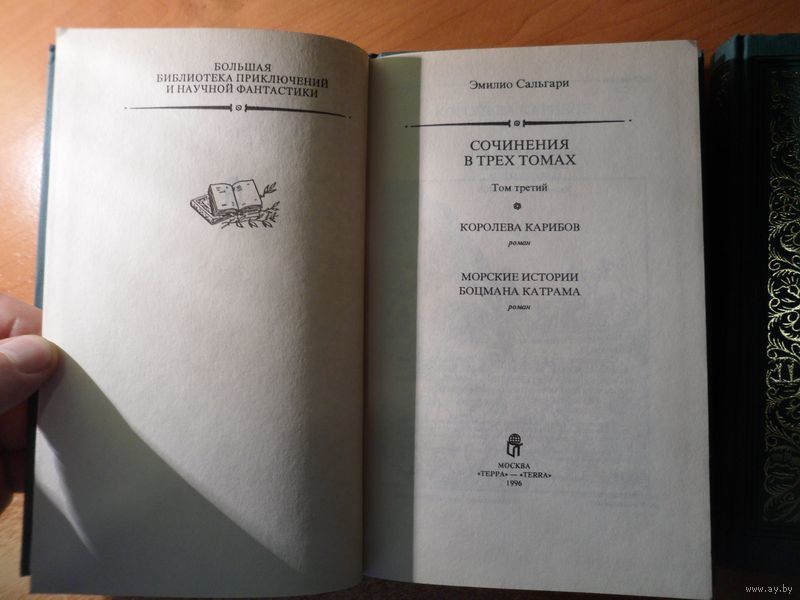 БОЛЬШАЯ
БИБЛИОТЕКА ПРИКЛЮЧЕНИЙ
И НАУЧНОЙ ФАНТАСТИКИ
Эмилио Сальгари
СОЧИНЕНИЯ
В ТРЕХ ТОМАХ
Том третий
КОРОЛЕВА КАРИБОВ
роман
МОРСКИЕ ИСТОРИИ
БОЦМАНА КАТРАМА
роман
МОСКВА
«ТЕРРА» — «TERRA»
1996
www.ay.by